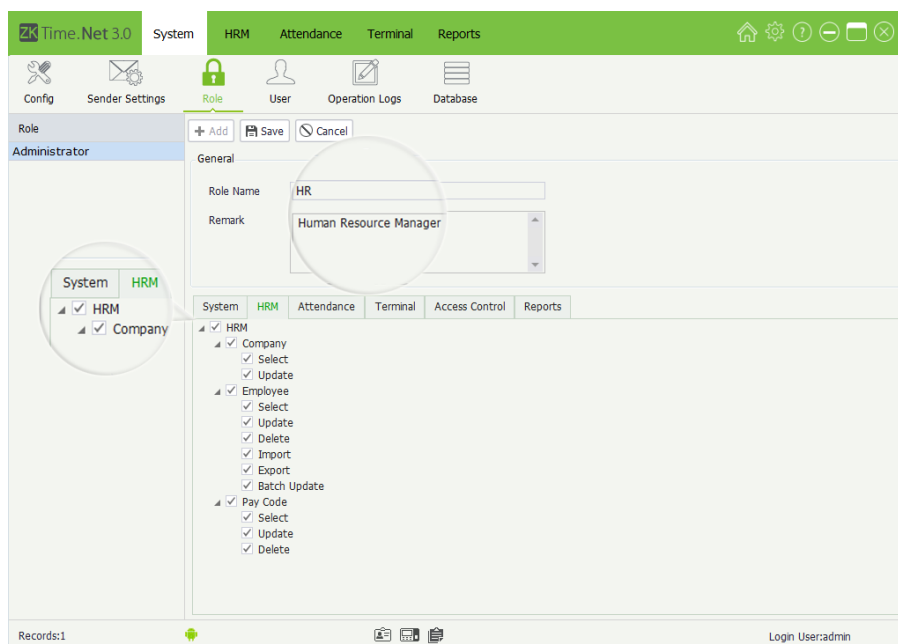 ZK Time.Net 3.0 System HRM Attendance Terminal Reports
Config Sender Settings Role User Operation Logs Database
Role
Administrator
Add Save Cancel
General
Role Name HR
Remark Human Resource Manager
System HRM
HRM
Company
System HRM Attendance Terminal Access Control Reports
HRM
Company
Select
Update
Employee
Select
Update
Delete
Import
Export
Batch Update
Pay Code
Select
Update
Delete
Records:1 Login User:admin